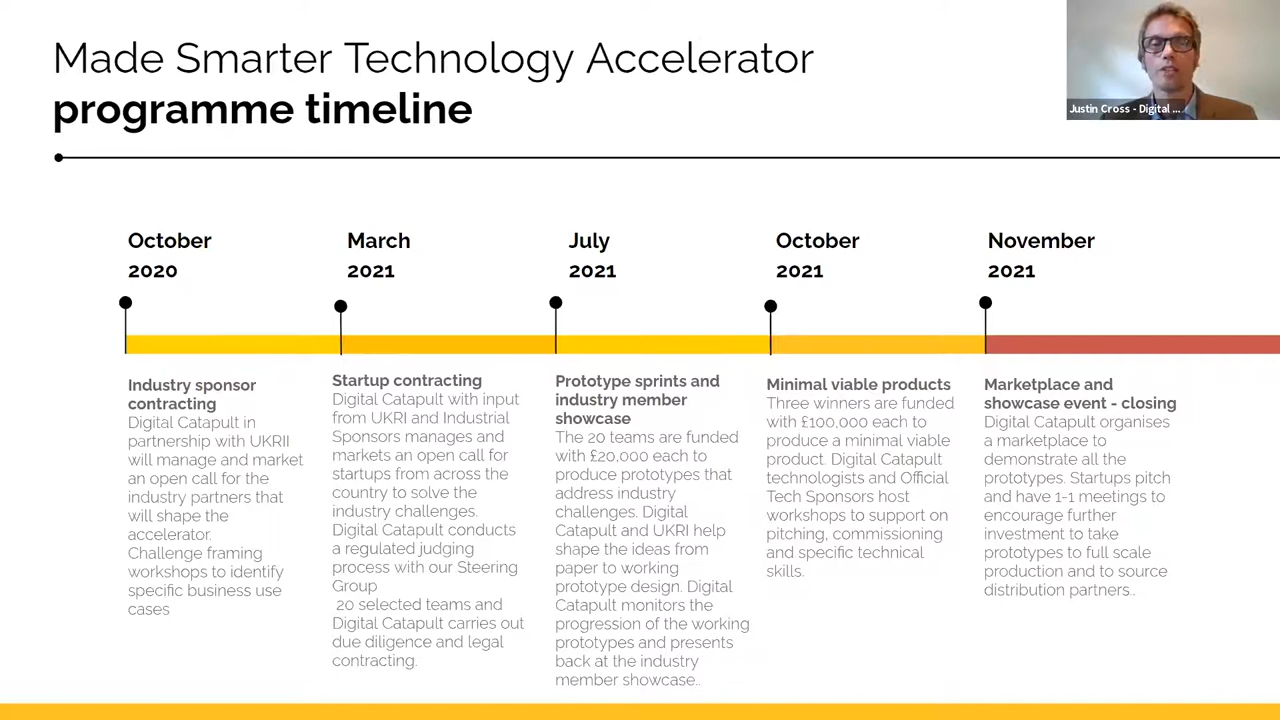 Made Smarter Technology Accelerator
programme timeline
Justin Cross - Digital ...
October
2020
March
2021
July
2021
October
2021
November
2021
Industry sponsor
contracting
Digital Catapult in
partnership with UKRII
will manage and market
an open call for the
industry partners that
will shape the
accelerator.
Challenge framing
workshops to identify
specific business use
cases
Startup contracting
Digital Catapult with input
from UKRI and Industrial
Sponsors manages and
markets an open call for
startups from across the
country to solve the
industry challenges.
Digital Catapult conducts
a regulated judging
process with our Steering
Group
20 selected teams and
Digital Catapult carries out
due diligence and legal
contracting.
Prototype sprints and
industry member
showcase
The 20 teams are funded
with £20,000 each to
produce prototypes that
address industry
challenges. Digital
Catapult and UKRI help
shape the ideas from
paper to working
prototype design. Digital
Catapult monitors the
progression of the working
prototypes and presents
back at the industry
member showcase..
Minimal viable products
Three winners are funded
with £100,000 each to
produce a minimal viable
product. Digital Catapult
technologists and Official
Tech Sponsors host
workshops to support on
pitching, commissioning
and specific technical
skills.
Marketplace and
showcase event - closing
Digital Catapult organises
a marketplace to
demonstrate all the
prototypes. Startups pitch
and have 1-1 meetings to
encourage further
investment to take
prototypes to full scale
production and to source
distribution partners..